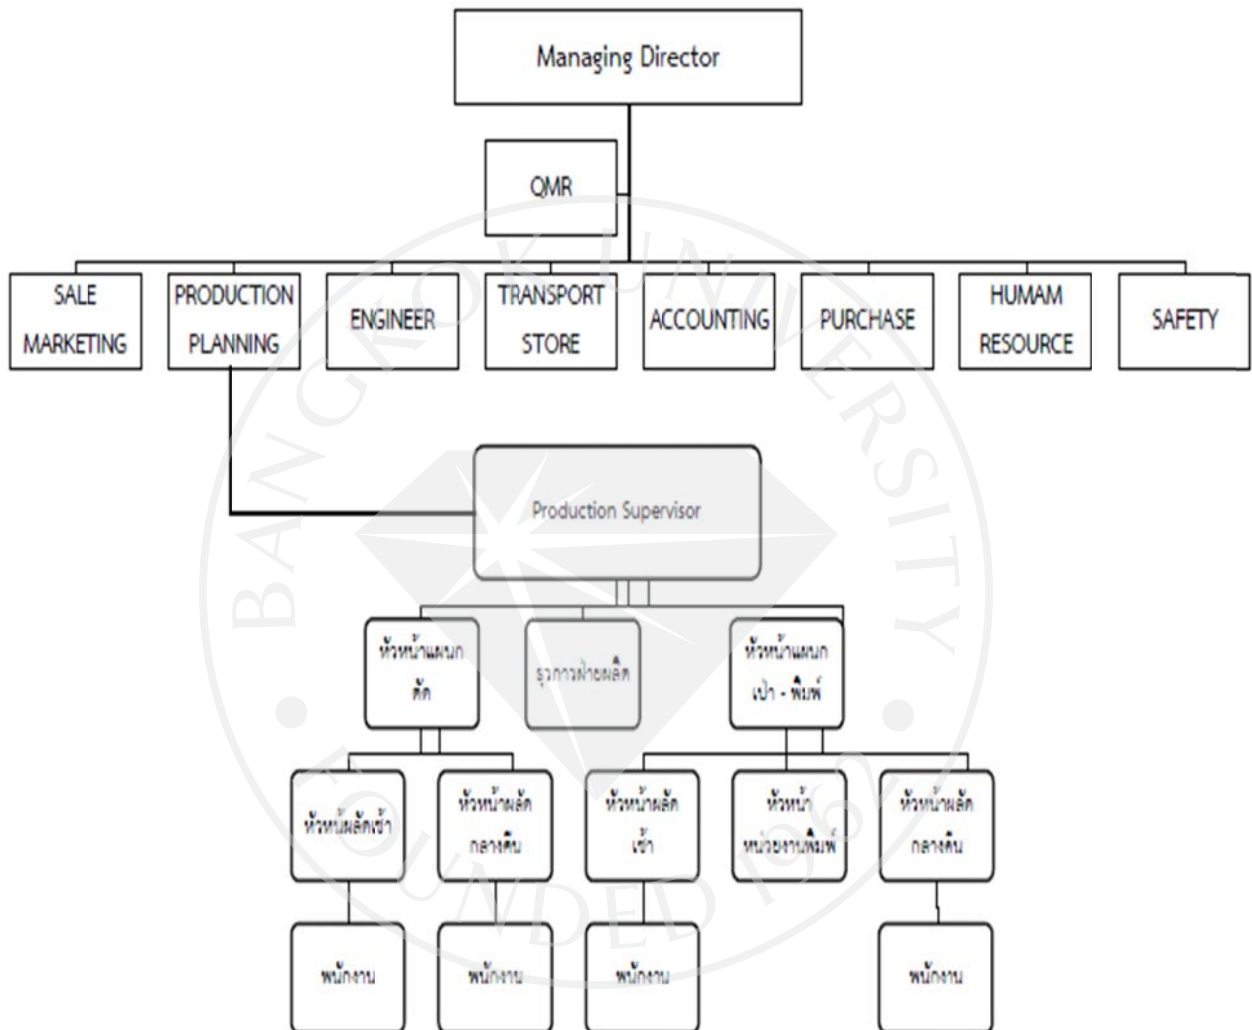 Managing Director
QMR
SALE
MARKETING
PRODUCTION
PLANNING
ENGINEER
TRANSPORT
STORE
ACCOUNTING
PURCHASE
HUMAM
RESOURCE
SAFETY
Production Supervisor
หัวหน้าแผนก
ตัด
ธุรการฝ่ายผลิต
หัวหน้าแผนก
เป่า - พิมพ์
หัวหน้ผลัดเช้า
หัวหน้าผลัด
กลางคืน
หัวหน้าผลัด
เช้า
หัวหน้า
หน่วยงานพิมพ์
หัวหน้าผลัด
กลางคืน
พนักงาน
พนักงาน
พนักงาน
พนักงาน
BANGKOK UNIVERSITY
FOUNDED 1962